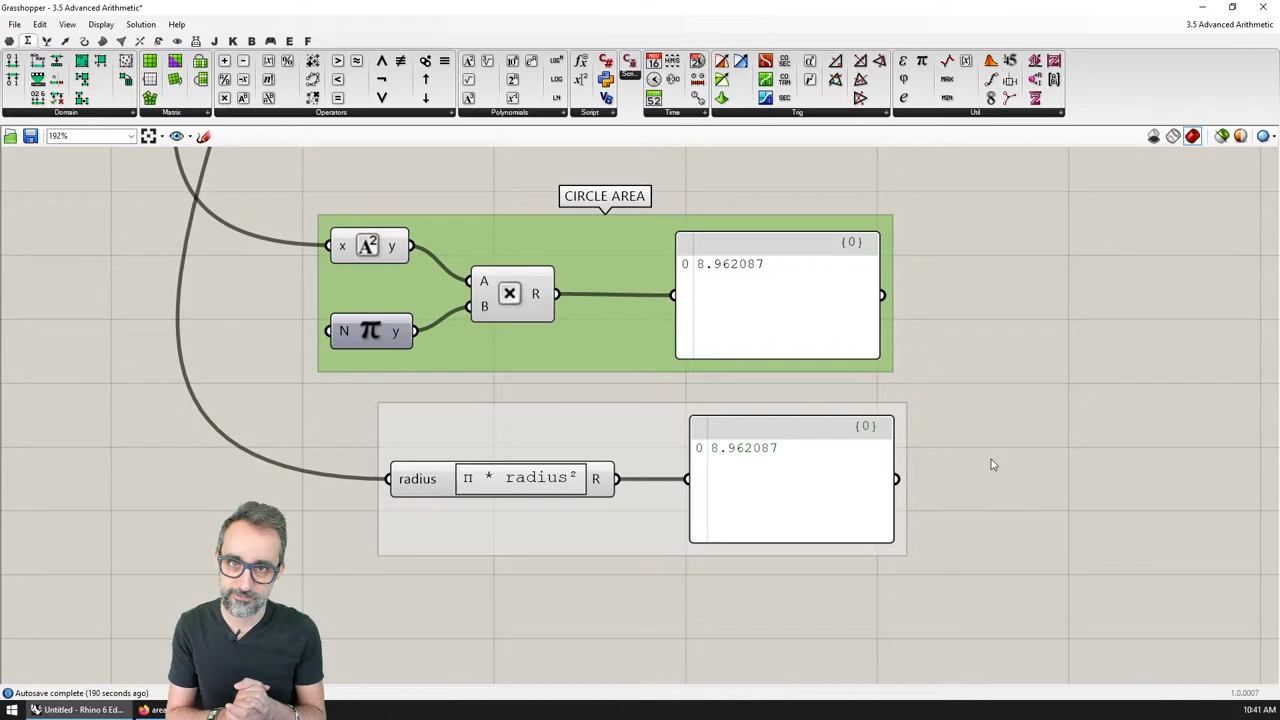 Grasshopper - 3.5 Advanced Arithmetic*
File Edit View Display Solution Help
3.5 Advanced Arithmetic
Σ J K B E F
Domain Matrix Operators Polynomials Script Time Trig Util
192%
CIRCLE AREA
x A² y
{0}
0 8.962087
A
B
× R
N π y
{0}
0 8.962087
radius π * radius² R
Autosave complete (190 seconds ago)
1.0.0007
Untitled - Rhino 6 Ed...
area
10:41 AM